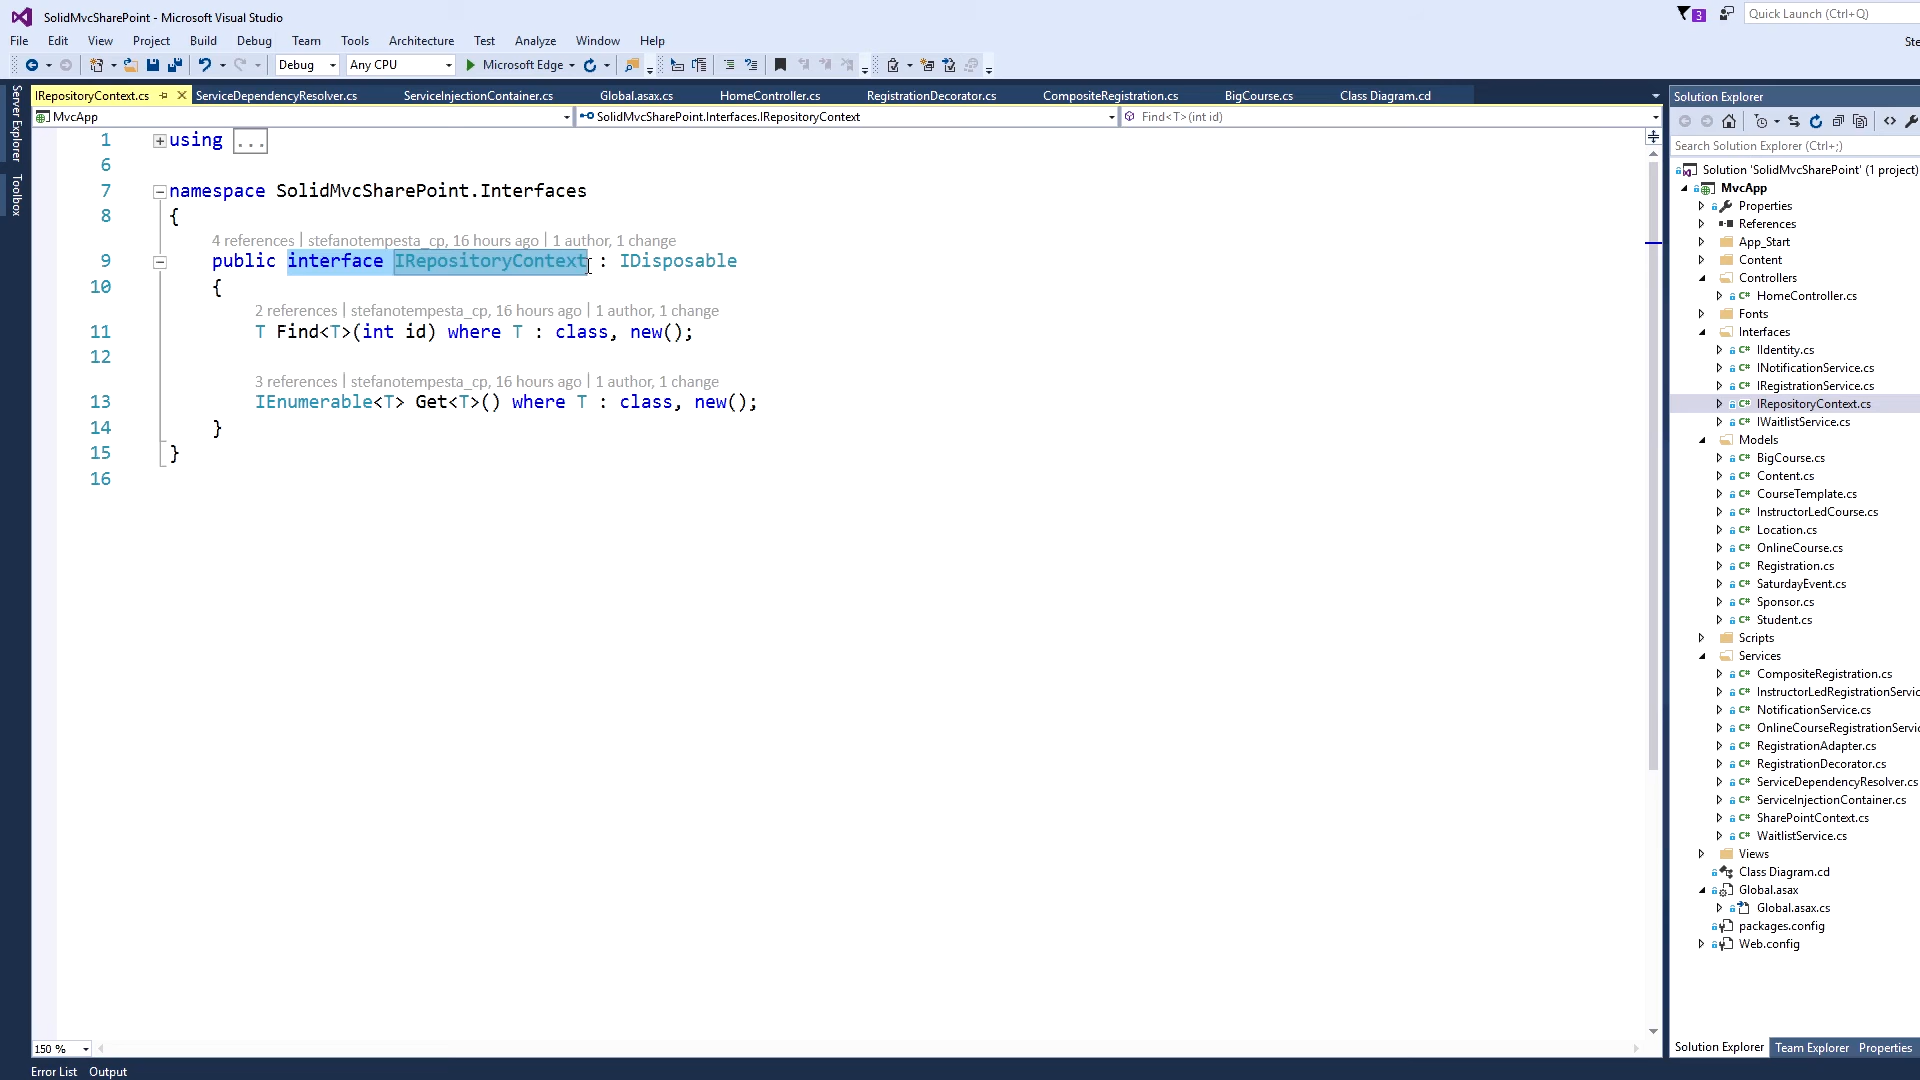 SolidMvcSharePoint - Microsoft Visual Studio
3
Quick Launch (Ctrl+Q)
File Edit View Project Build Debug Team Tools Architecture Test Analyze Window Help
Ste
Debug Any CPU Microsoft Edge
Server Explorer
Toolbox
IRepositoryContext.cs ServiceDependencyResolver.cs ServiceInjectionContainer.cs Global.asax.cs HomeController.cs RegistrationDecorator.cs CompositeRegistration.cs BigCourse.cs Class Diagram.cd
MvcApp SolidMvcSharePoint.Interfaces.IRepositoryContext Find<T>(int id)
1 using ...
6
7 namespace SolidMvcSharePoint.Interfaces
8 {
4 references | stefanotempesta_cp, 16 hours ago | 1 author, 1 change
9 public interface IRepositoryContext : IDisposable
10 {
2 references | stefanotempesta_cp, 16 hours ago | 1 author, 1 change
11 T Find<T>(int id) where T : class, new();
12
3 references | stefanotempesta_cp, 16 hours ago | 1 author, 1 change
13 IEnumerable<T> Get<T>() where T : class, new();
14 }
15 }
16
150 %
Error List Output
Solution Explorer
Search Solution Explorer (Ctrl+;)
Solution 'SolidMvcSharePoint' (1 project)
MvcApp
Properties
References
App_Start
Content
Controllers
C# HomeController.cs
Fonts
Interfaces
C# IIdentity.cs
C# INotificationService.cs
C# IRegistrationService.cs
C# IRepositoryContext.cs
C# IWaitlistService.cs
Models
C# BigCourse.cs
C# Content.cs
C# CourseTemplate.cs
C# InstructorLedCourse.cs
C# Location.cs
C# OnlineCourse.cs
C# Registration.cs
C# SaturdayEvent.cs
C# Sponsor.cs
C# Student.cs
Scripts
Services
C# CompositeRegistration.cs
C# InstructorLedRegistrationServic
C# NotificationService.cs
C# OnlineCourseRegistrationServic
C# RegistrationAdapter.cs
C# RegistrationDecorator.cs
C# ServiceDependencyResolver.cs
C# ServiceInjectionContainer.cs
C# SharePointContext.cs
C# WaitlistService.cs
Views
Class Diagram.cd
Global.asax
Global.asax.cs
packages.config
Web.config
Solution Explorer Team Explorer Properties